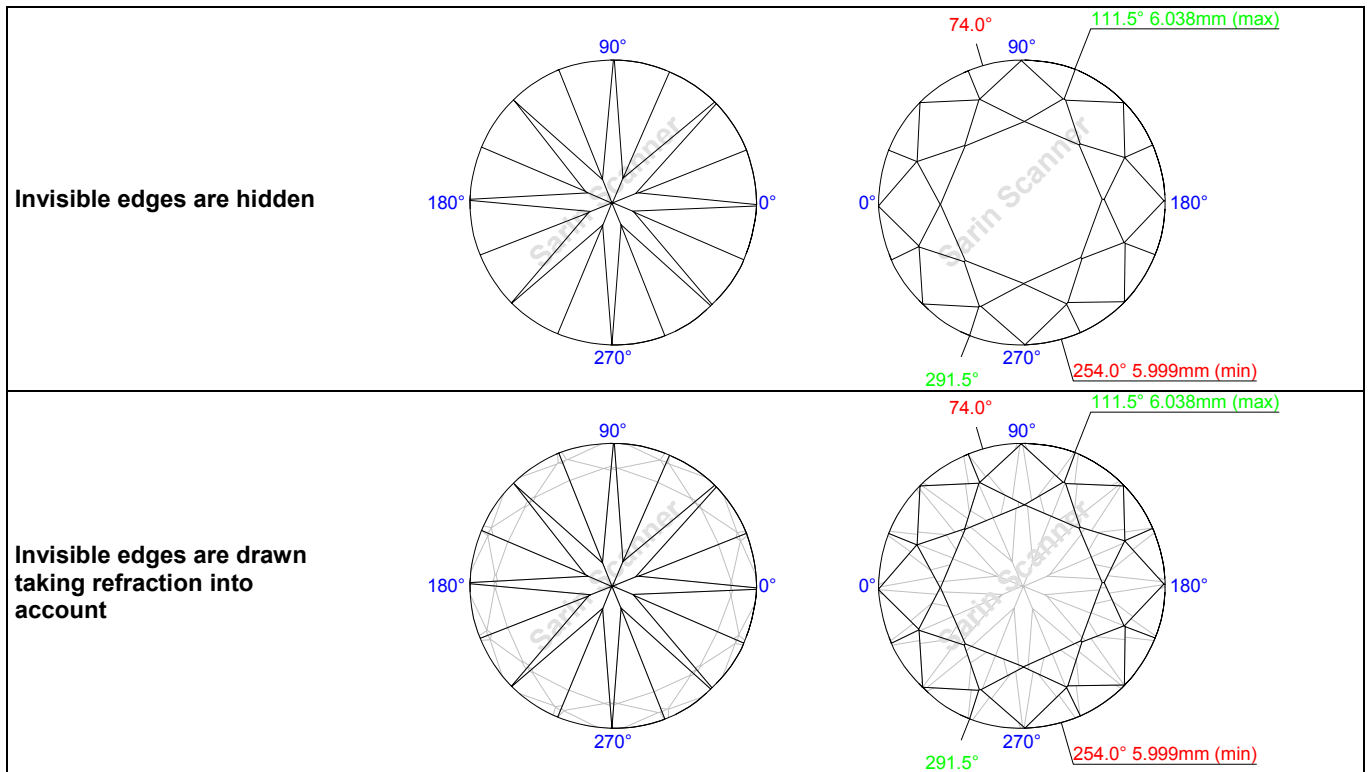 Invisible edges are hidden
90°
180°
0°
270°
Sarin Scanner
74.0°
111.5° 6.038mm (max)
90°
0°
180°
270°
291.5°
254.0° 5.999mm (min)
Sarin Scanner
Invisible edges are drawn
taking refraction into
account
90°
180°
0°
270°
Sarin Scanner
74.0°
111.5° 6.038mm (max)
90°
0°
180°
270°
291.5°
254.0° 5.999mm (min)
Sarin Scanner